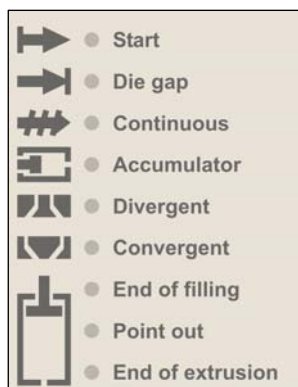 Start
Die gap
Continuous
Accumulator
Divergent
Convergent
End of filling
Point out
End of extrusion